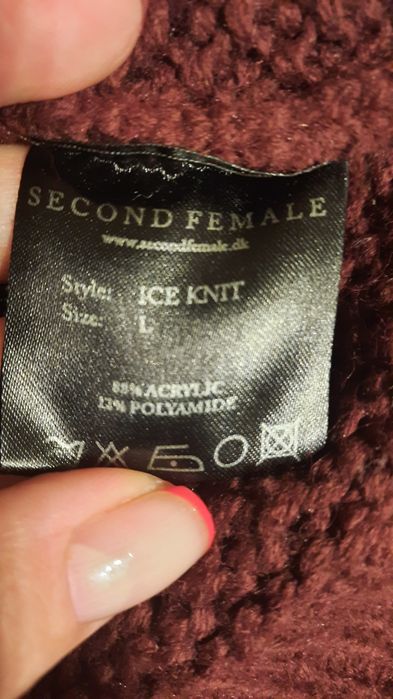 SECOND FEMALE
www.secondfemale.dk
Style: ICE KNIT
Size: L
88% ACRYLIC
12% POLYAMIDE